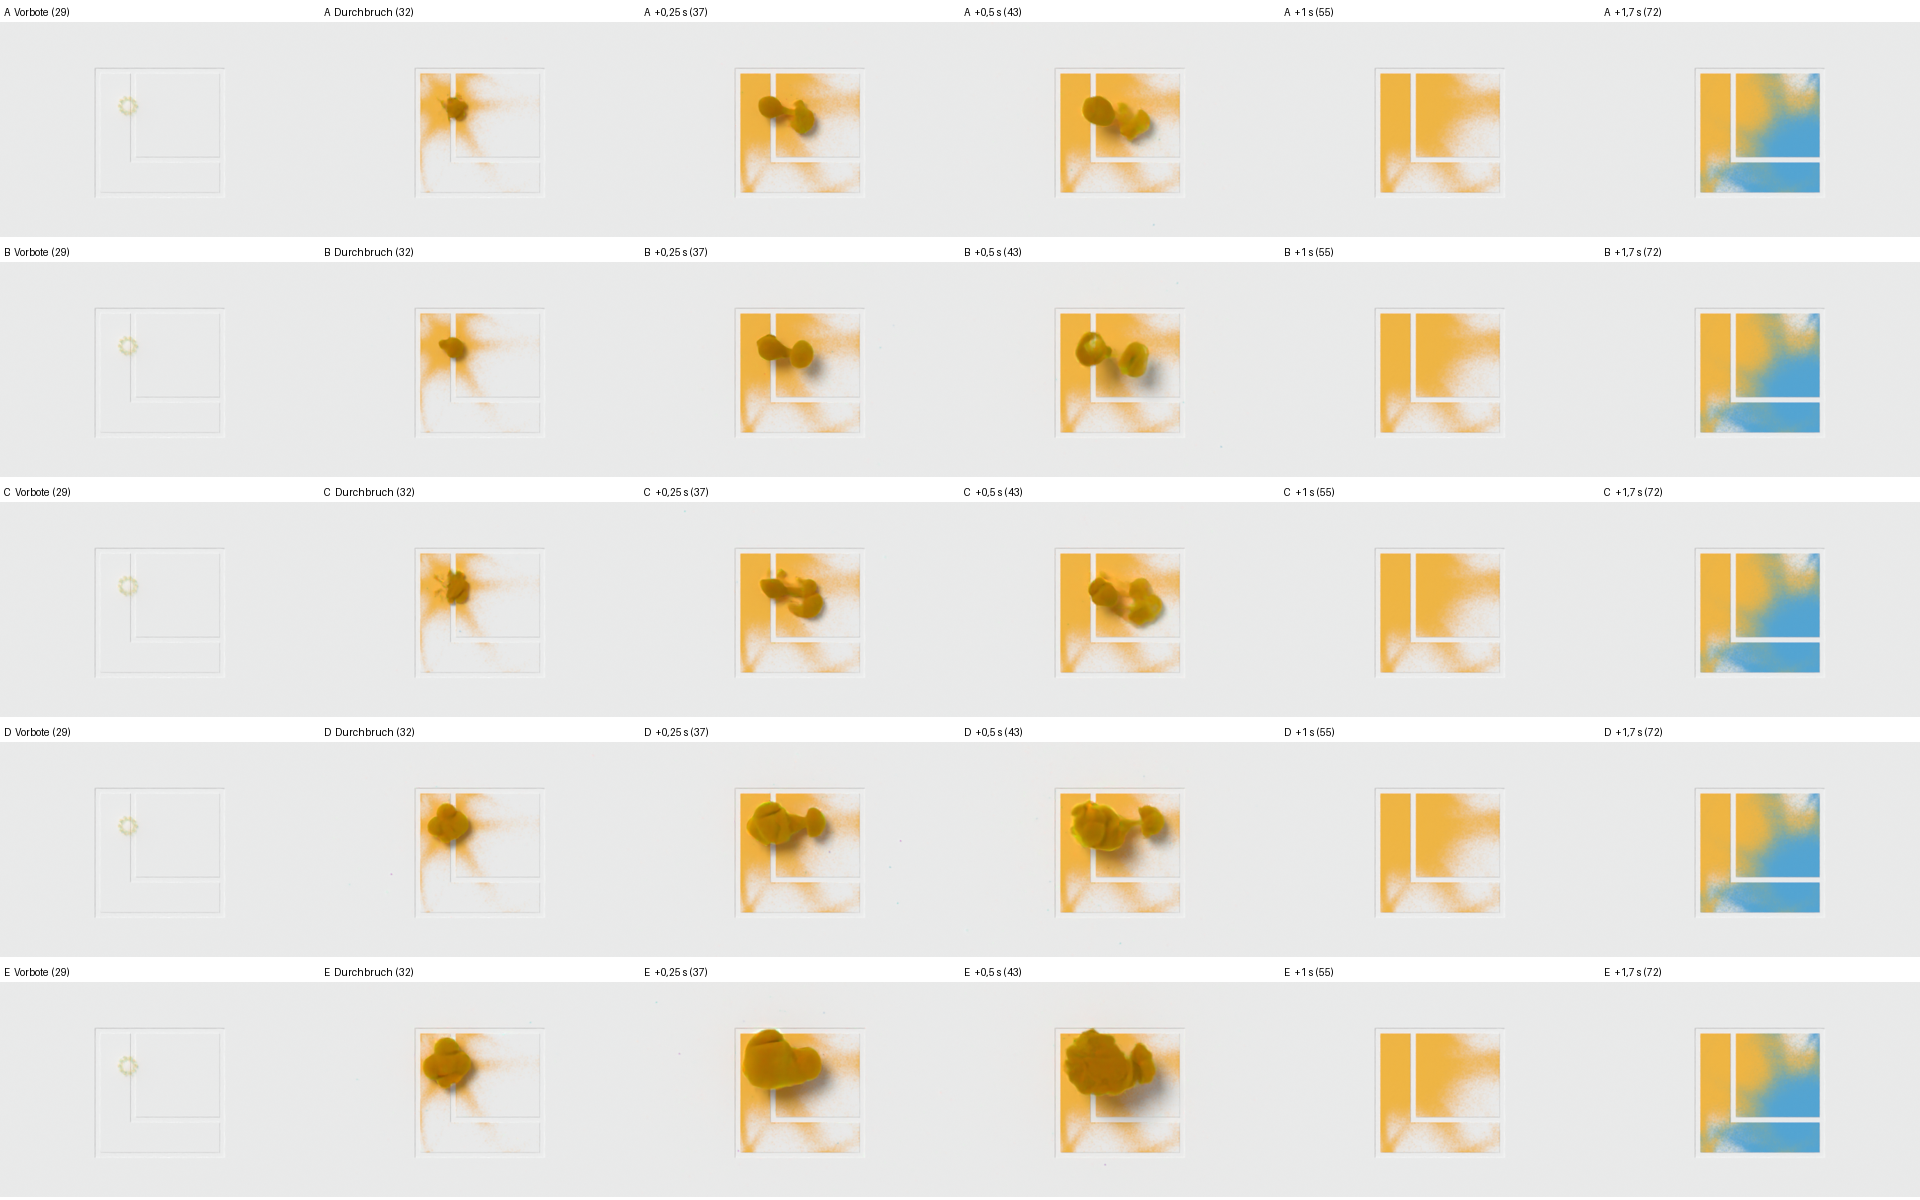 A Vorbote (29) A Durchbruch (32) A +0,25 s (37) A +0,5 s (43) A +1 s (55) A +1,7 s (72)
B Vorbote (29) B Durchbruch (32) B +0,25 s (37) B +0,5 s (43) B +1 s (55) B +1,7 s (72)
C Vorbote (29) C Durchbruch (32) C +0,25 s (37) C +0,5 s (43) C +1 s (55) C +1,7 s (72)
D Vorbote (29) D Durchbruch (32) D +0,25 s (37) D +0,5 s (43) D +1 s (55) D +1,7 s (72)
E Vorbote (29) E Durchbruch (32) E +0,25 s (37) E +0,5 s (43) E +1 s (55) E +1,7 s (72)